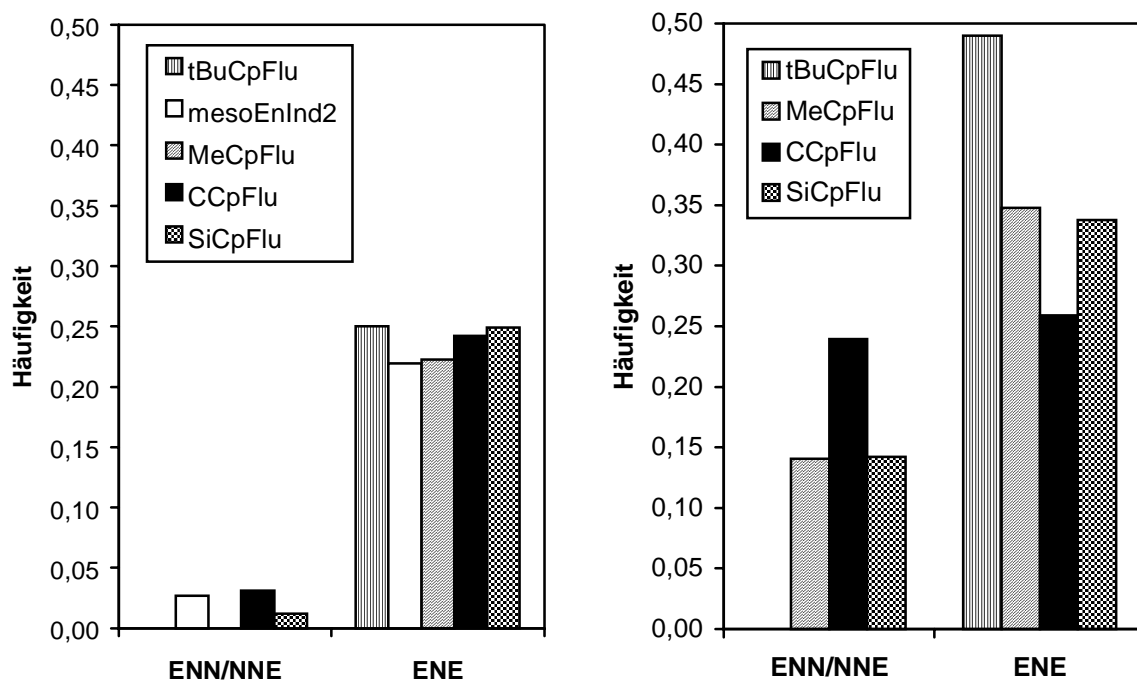 0,50
0,45
0,40
0,35
0,30
0,25
0,20
0,15
0,10
0,05
0,00
Häufigkeit
tBuCpFlu
mesoEnInd2
MeCpFlu
CCpFlu
SiCpFlu
ENN/NNE
ENE
0,50
0,45
0,40
0,35
0,30
0,25
0,20
0,15
0,10
0,05
0,00
Häufigkeit
tBuCpFlu
MeCpFlu
CCpFlu
SiCpFlu
ENN/NNE
ENE